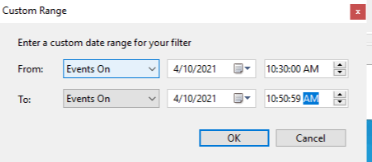 Custom Range
Enter a custom date range for your filter
From: Events On 4/10/2021 10:30:00 AM
To: Events On 4/10/2021 10:50:59 AM
OK Cancel